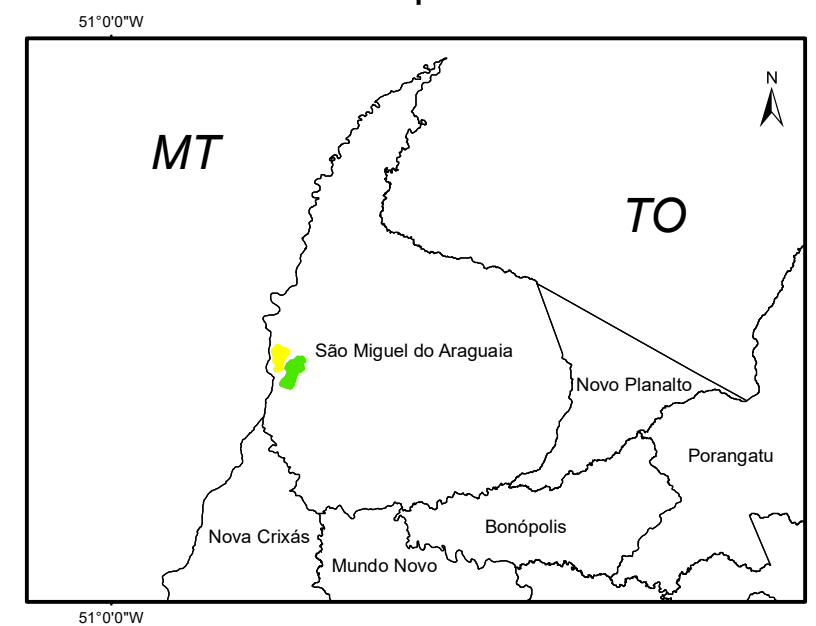 51°0'0"W
N
MT
TO
São Miguel do Araguaia
Novo Planalto
Porangatu
Bonópolis
Nova Crixás
Mundo Novo
51°0'0"W